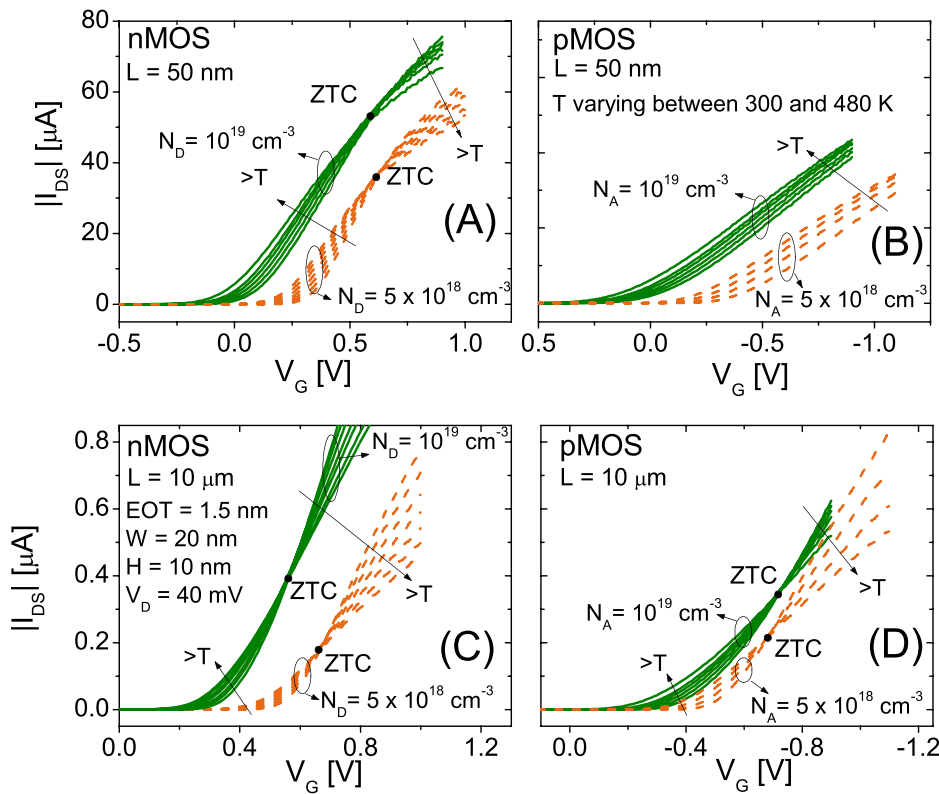 nMOS
L = 50 nm
ZTC
N_D = 10^19 cm^-3
>T
>T
ZTC
(A)
N_D = 5 x 10^18 cm^-3
|I_DS| [μA]
80
60
40
20
0
-0.5 0.0 0.5 1.0
V_G [V]
pMOS
L = 50 nm
T varying between 300 and 480 K
>T
N_A = 10^19 cm^-3
(B)
N_A = 5 x 10^18 cm^-3
0.5 0.0 -0.5 -1.0
V_G [V]
nMOS
N_D = 10^19 cm^-3
L = 10 μm
EOT = 1.5 nm
W = 20 nm
H = 10 nm
V_D = 40 mV
ZTC
>T
>T
ZTC
(C)
N_D = 5 x 10^18 cm^-3
|I_DS| [μA]
0.8
0.6
0.4
0.2
0.0
0.0 0.4 0.8 1.2
V_G [V]
pMOS
L = 10 μm
ZTC
>T
N_A = 10^19 cm^-3
ZTC
>T
(D)
N_A = 5 x 10^18 cm^-3
0.0 -0.4 -0.8 -1.2
V_G [V]